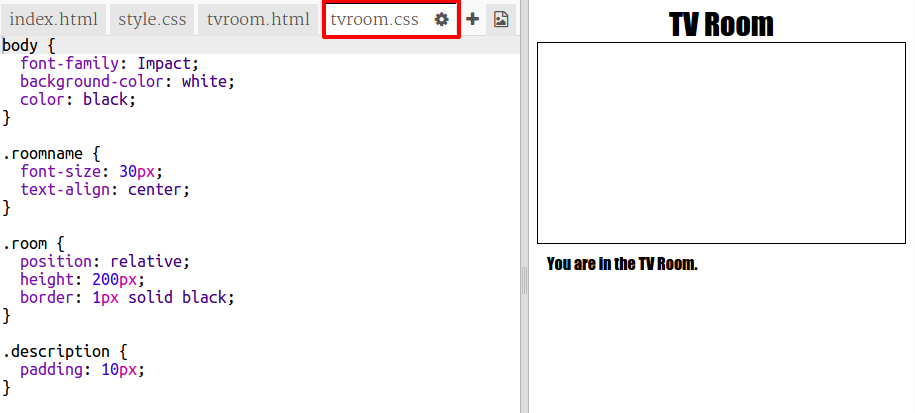 index.html style.css tvroom.html tvroom.css
body {
  font-family: Impact;
  background-color: white;
  color: black;
}
.roomname {
  font-size: 30px;
  text-align: center;
}
.room {
  position: relative;
  height: 200px;
  border: 1px solid black;
}
.description {
  padding: 10px;
}
TV Room
You are in the TV Room.